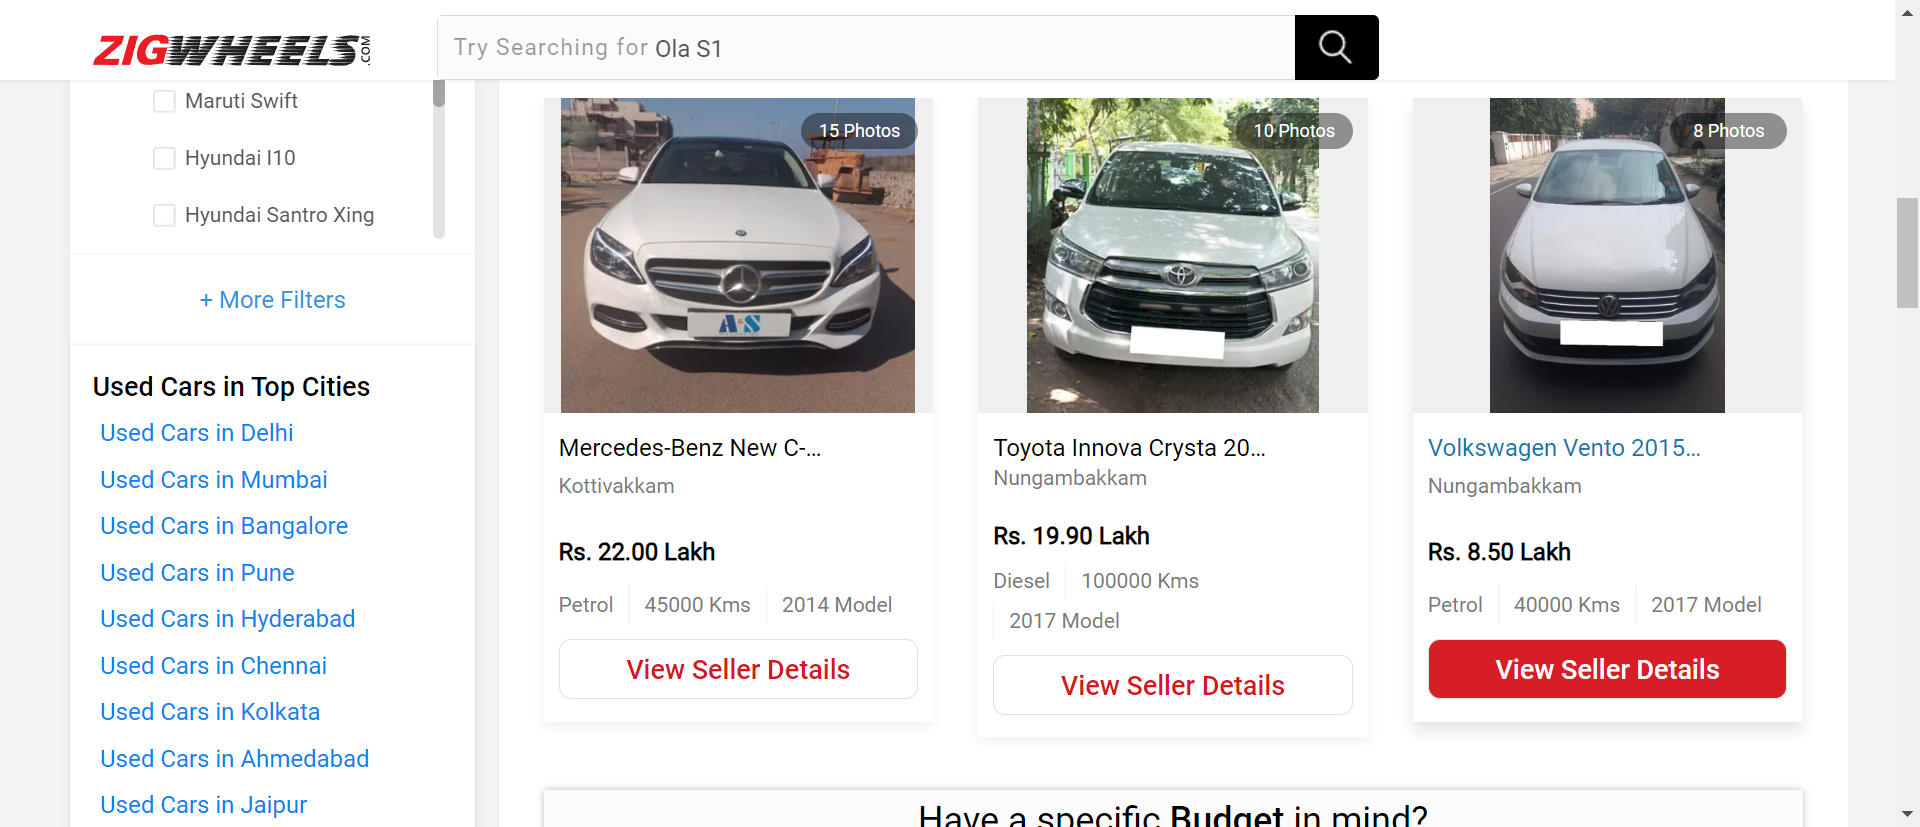 ZIGWHEELS.COM
Try Searching for Ola S1
Maruti Swift
Hyundai I10
Hyundai Santro Xing
+ More Filters
Used Cars in Top Cities
Used Cars in Delhi
Used Cars in Mumbai
Used Cars in Bangalore
Used Cars in Pune
Used Cars in Hyderabad
Used Cars in Chennai
Used Cars in Kolkata
Used Cars in Ahmedabad
Used Cars in Jaipur
15 Photos
A&S
Mercedes-Benz New C-...
Kottivakkam
Rs. 22.00 Lakh
Petrol
45000 Kms
2014 Model
View Seller Details
10 Photos
Toyota Innova Crysta 20...
Nungambakkam
Rs. 19.90 Lakh
Diesel
100000 Kms
2017 Model
View Seller Details
8 Photos
Volkswagen Vento 2015...
Nungambakkam
Rs. 8.50 Lakh
Petrol
40000 Kms
2017 Model
View Seller Details
Have a specific Budget in mind?